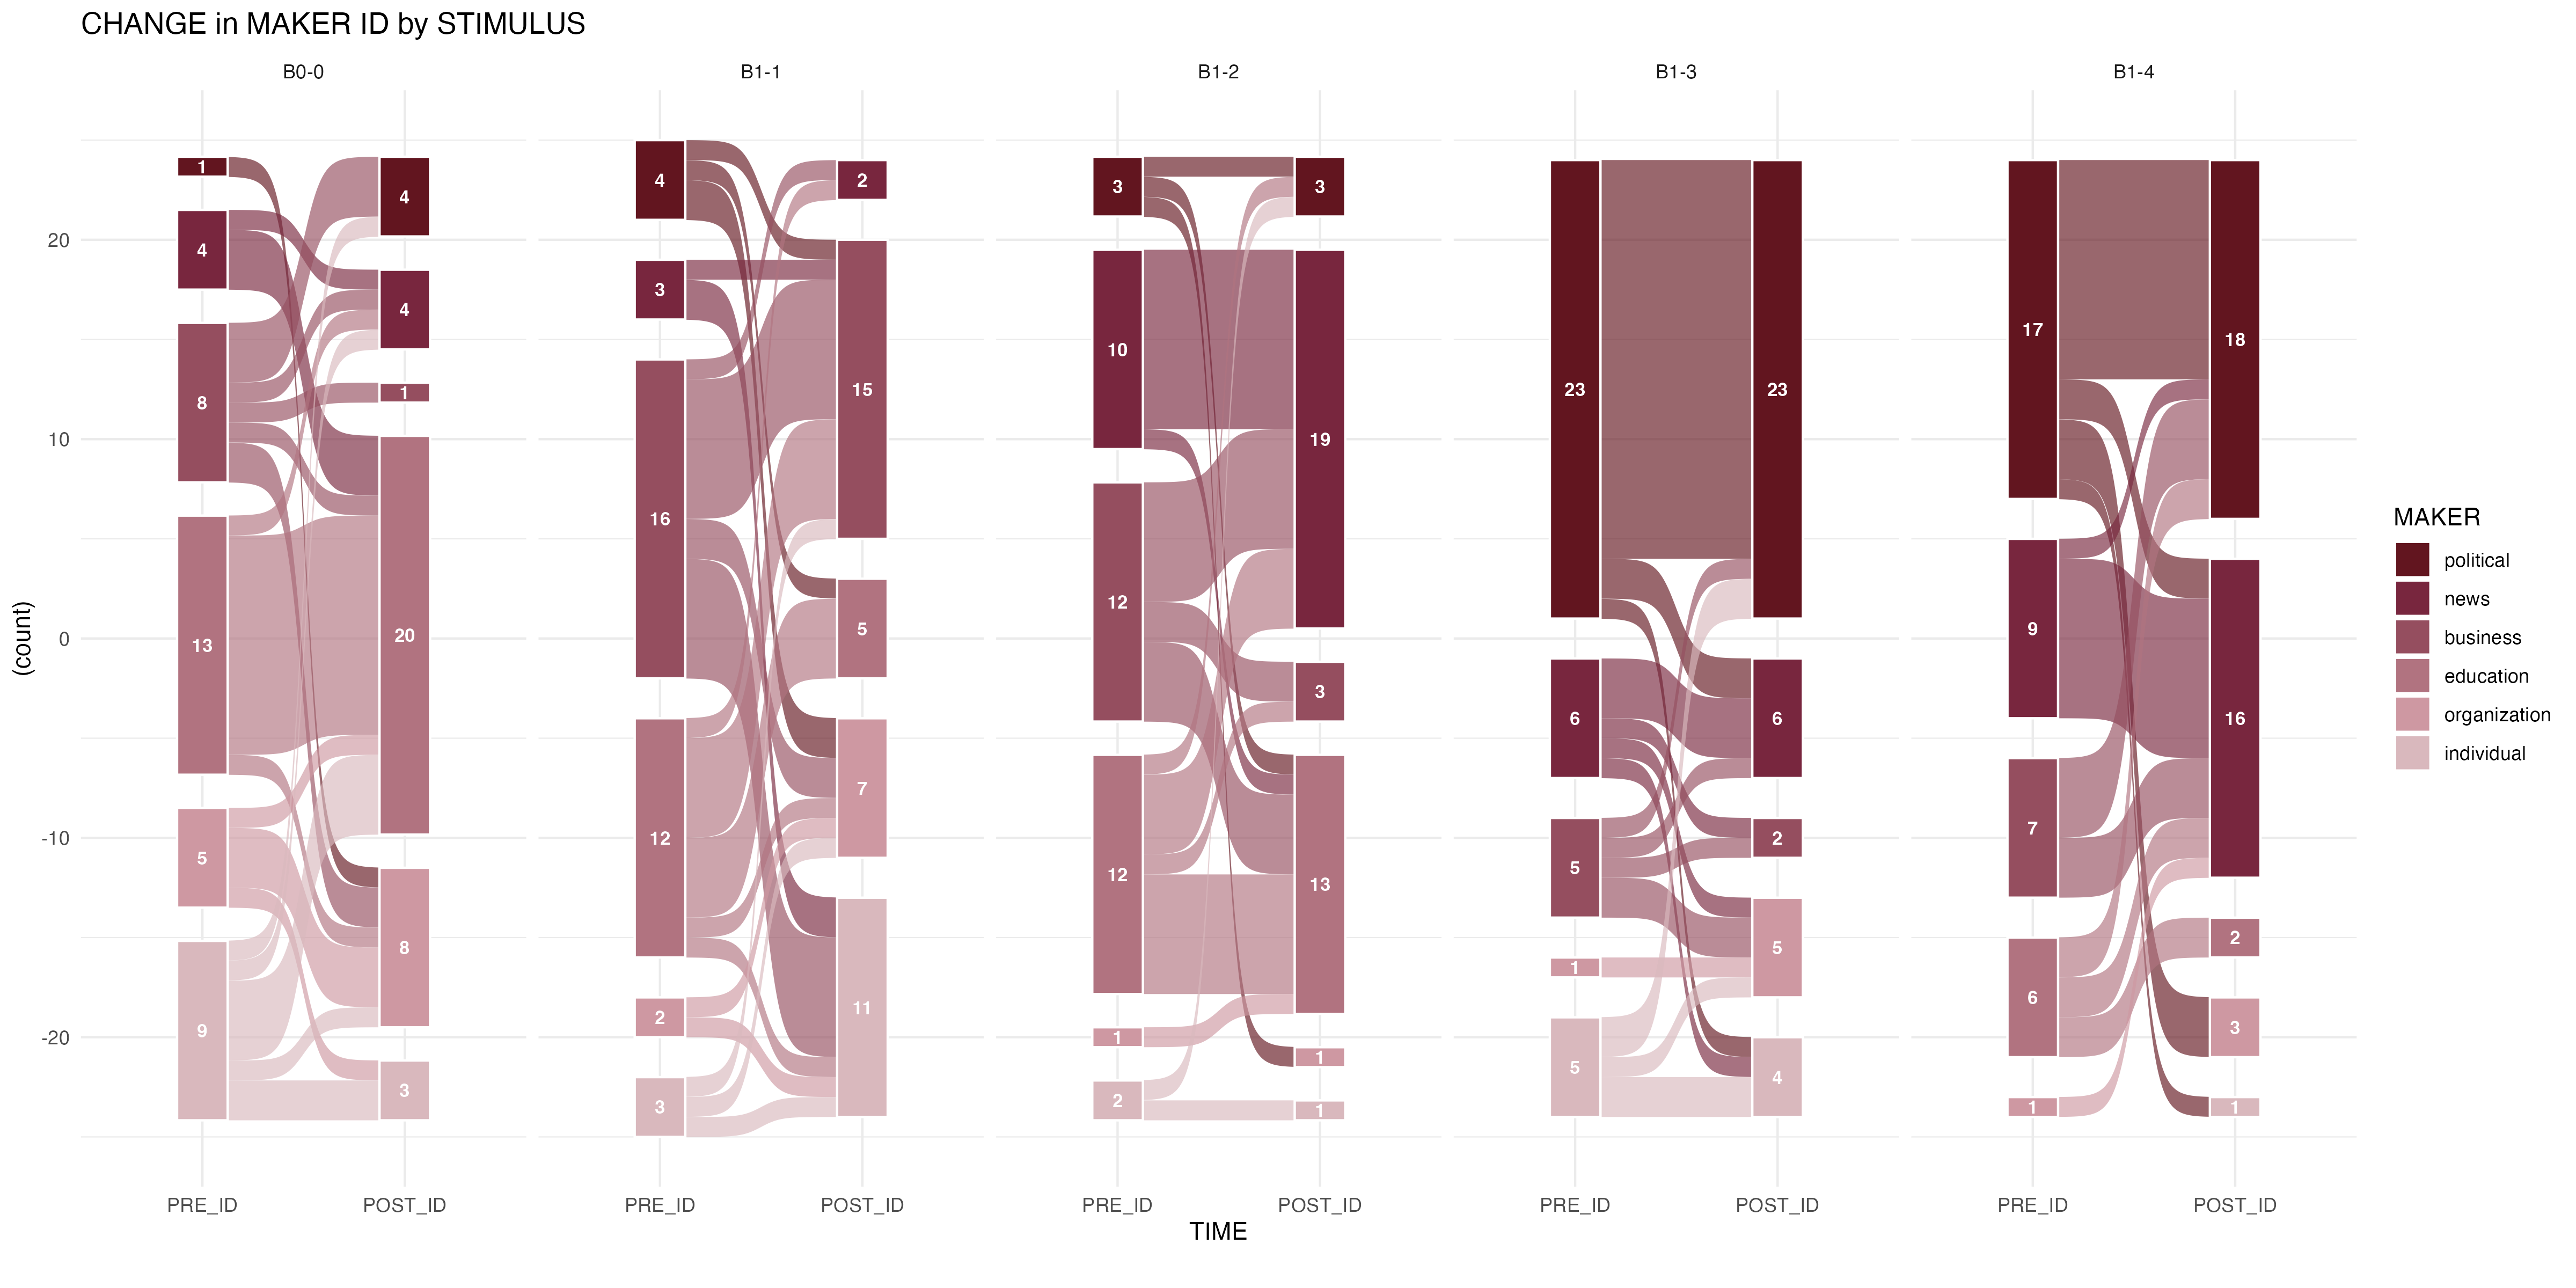 CHANGE in MAKER ID by STIMULUS
B0-0
B1-1
B1-2
B1-3
B1-4
(count)
20
10
0
-10
-20
1
4
8
13
5
9
4
4
1
20
8
3
4
3
16
12
2
3
2
15
5
7
11
3
10
12
12
1
2
3
19
3
13
1
1
23
6
5
1
5
23
6
2
5
4
17
9
7
6
1
18
16
2
3
1
PRE_ID
POST_ID
PRE_ID
POST_ID
PRE_ID
POST_ID
PRE_ID
POST_ID
PRE_ID
POST_ID
TIME
MAKER
political
news
business
education
organization
individual